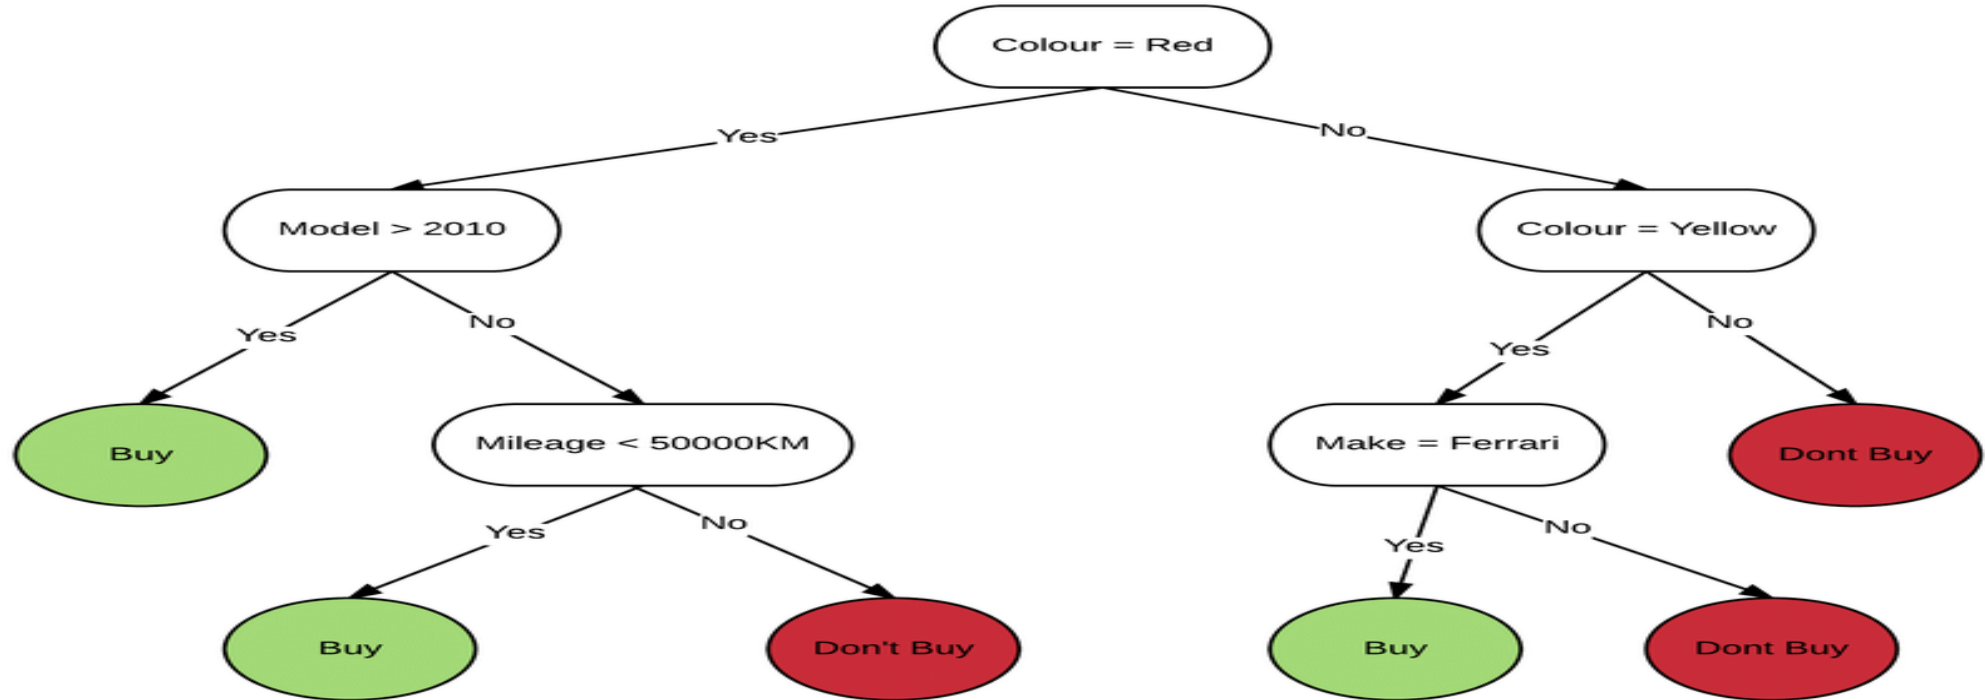 Colour = Red
Yes
No
Model > 2010
Colour = Yellow
Yes
No
Yes
No
Buy
Mileage < 50000KM
Make = Ferrari
Dont Buy
Yes
No
Yes
No
Buy
Don't Buy
Buy
Dont Buy